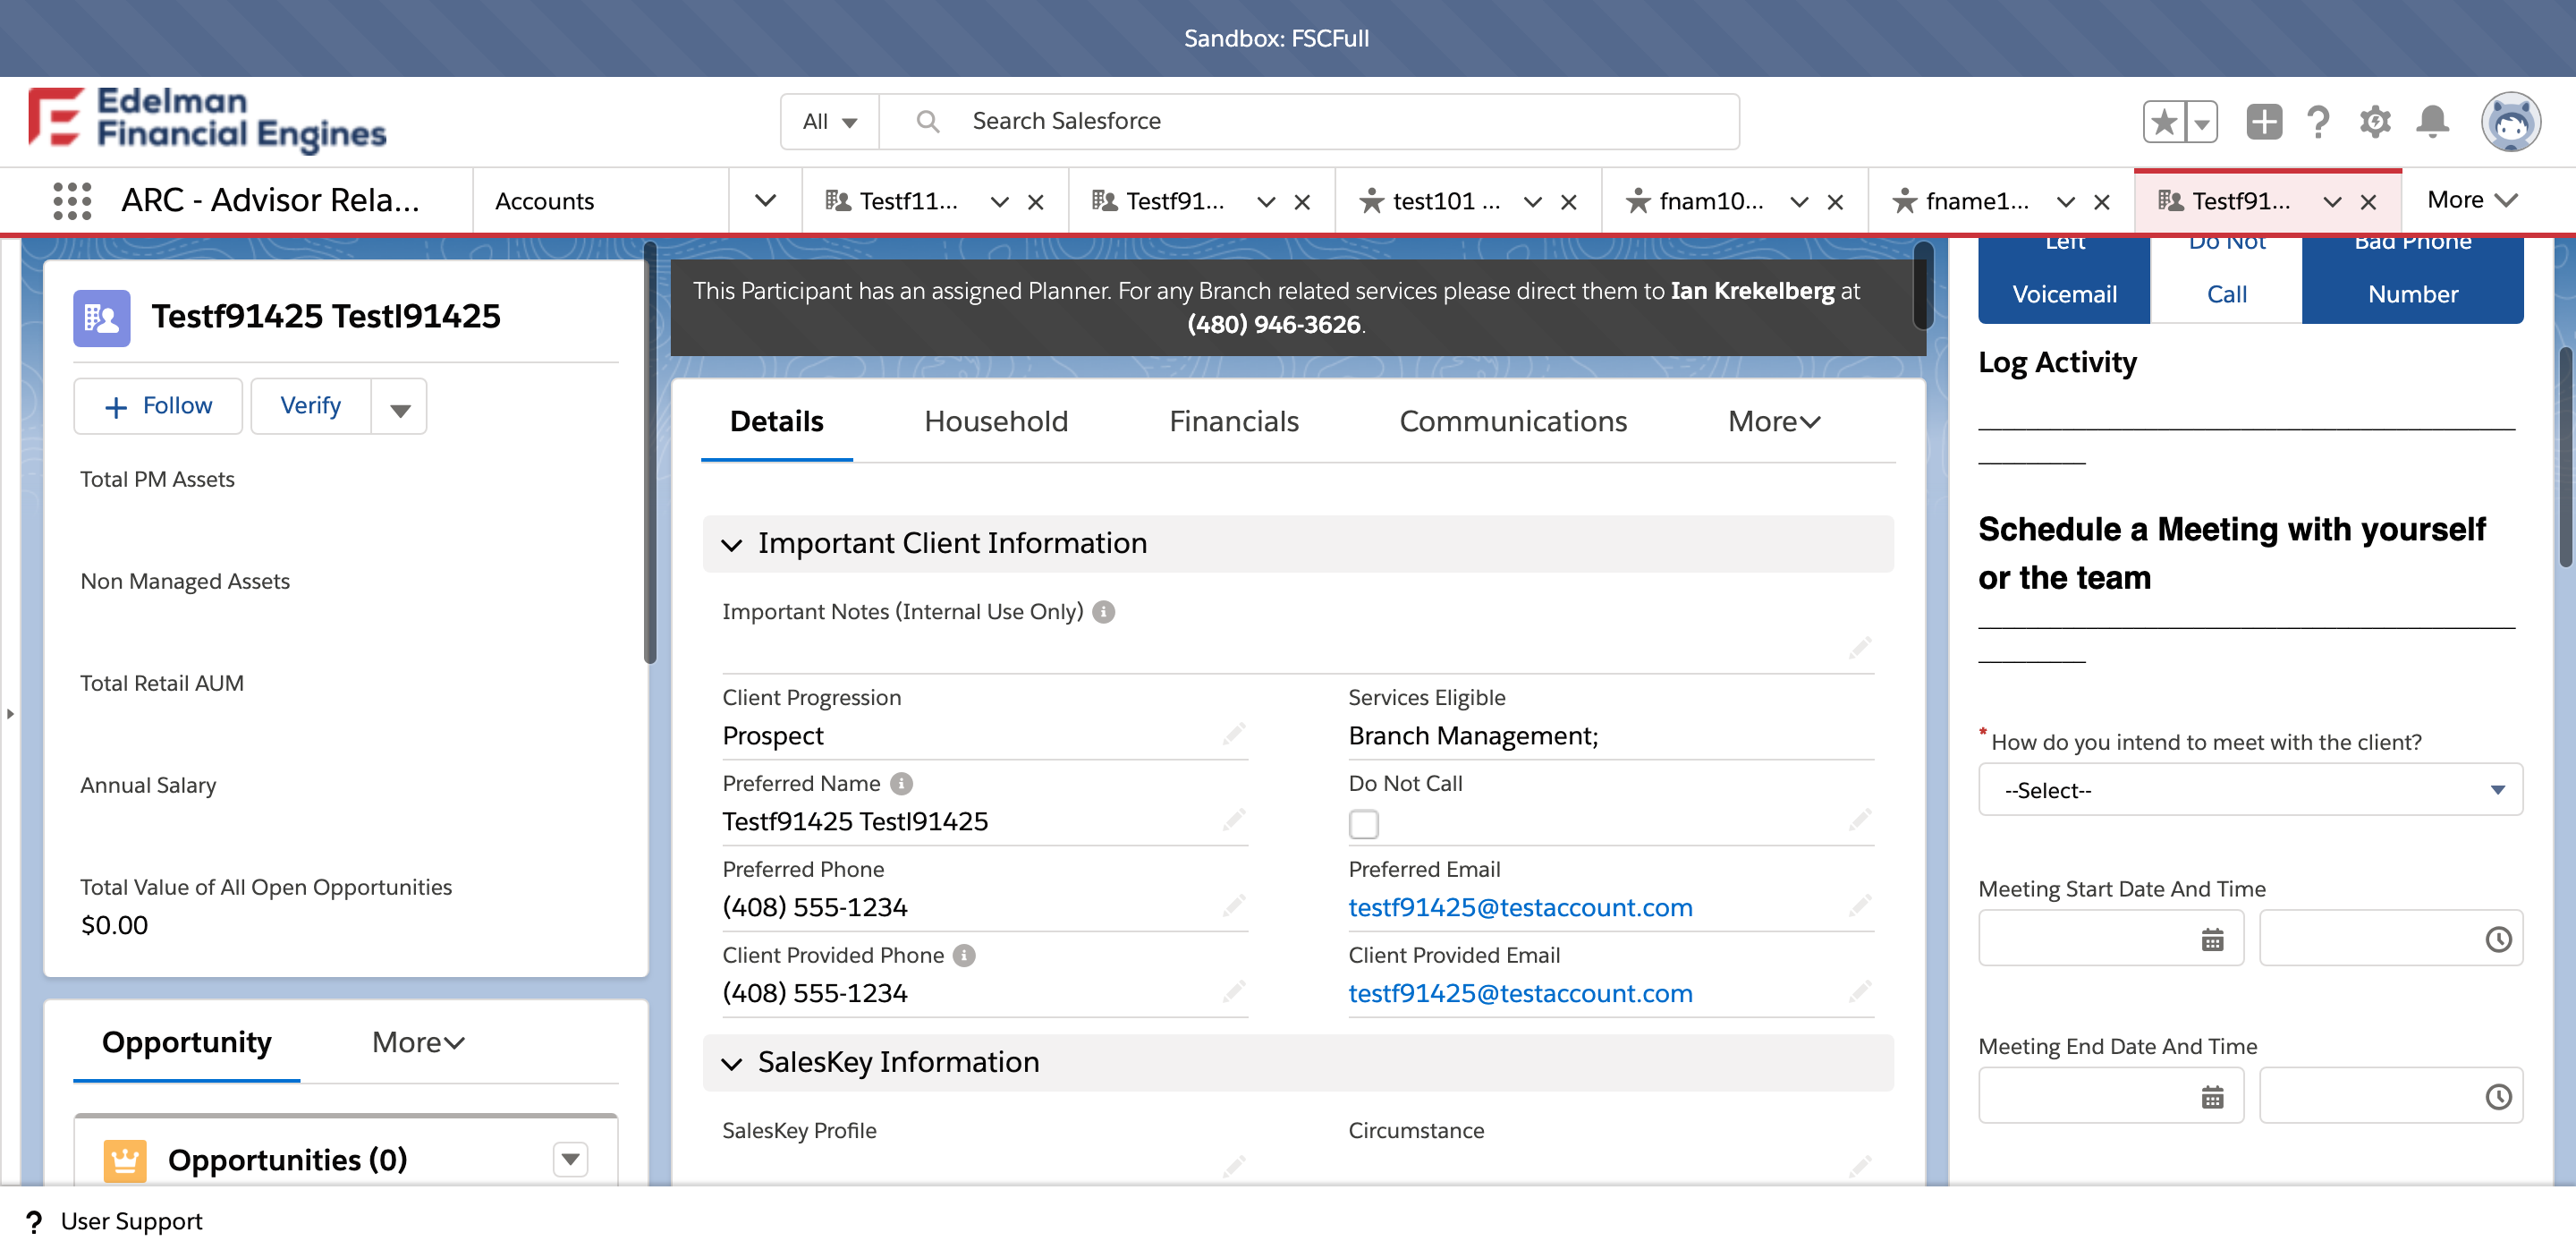 Sandbox: FSCFull
Edelman
Financial Engines
All
Search Salesforce
ARC - Advisor Rela...
Accounts
Testf11...
Testf91...
test101 ...
fnam10...
fname1...
Testf91...
More
Testf91425 Testl91425
Follow
Verify
Total PM Assets
Non Managed Assets
Total Retail AUM
Annual Salary
Total Value of All Open Opportunities
$0.00
Opportunity
More
Opportunities (0)
This Participant has an assigned Planner. For any Branch related services please direct them to Ian Krekelberg at
(480) 946-3626.
Details
Household
Financials
Communications
More
Important Client Information
Important Notes (Internal Use Only)
Client Progression
Prospect
Services Eligible
Branch Management;
Preferred Name
Testf91425 Testl91425
Do Not Call
Preferred Phone
(408) 555-1234
Preferred Email
testf91425@testaccount.com
Client Provided Phone
(408) 555-1234
Client Provided Email
testf91425@testaccount.com
SalesKey Information
SalesKey Profile
Circumstance
Left
Voicemail
Do Not
Call
Bad Phone
Number
Log Activity
Schedule a Meeting with yourself
or the team
* How do you intend to meet with the client?
--Select--
Meeting Start Date And Time
Meeting End Date And Time
? User Support